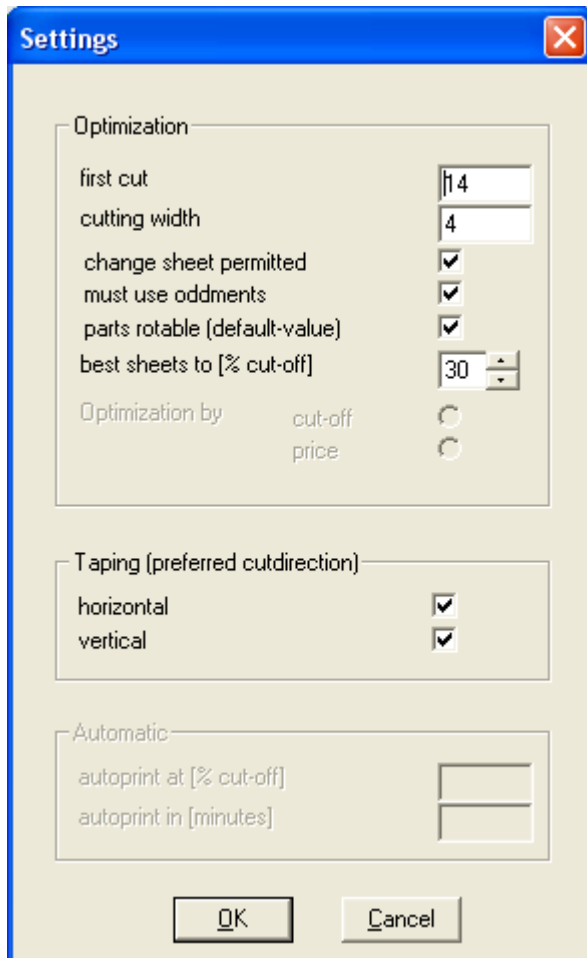 Settings
Optimization
first cut 14
cutting width 4
change sheet permitted
must use oddments
parts rotable (default-value)
best sheets to [% cut-off] 30
Optimization by cut-off
price
Taping (preferred cutdirection)
horizontal
vertical
Automatic
autoprint at [% cut-off]
autoprint in [minutes]
OK Cancel